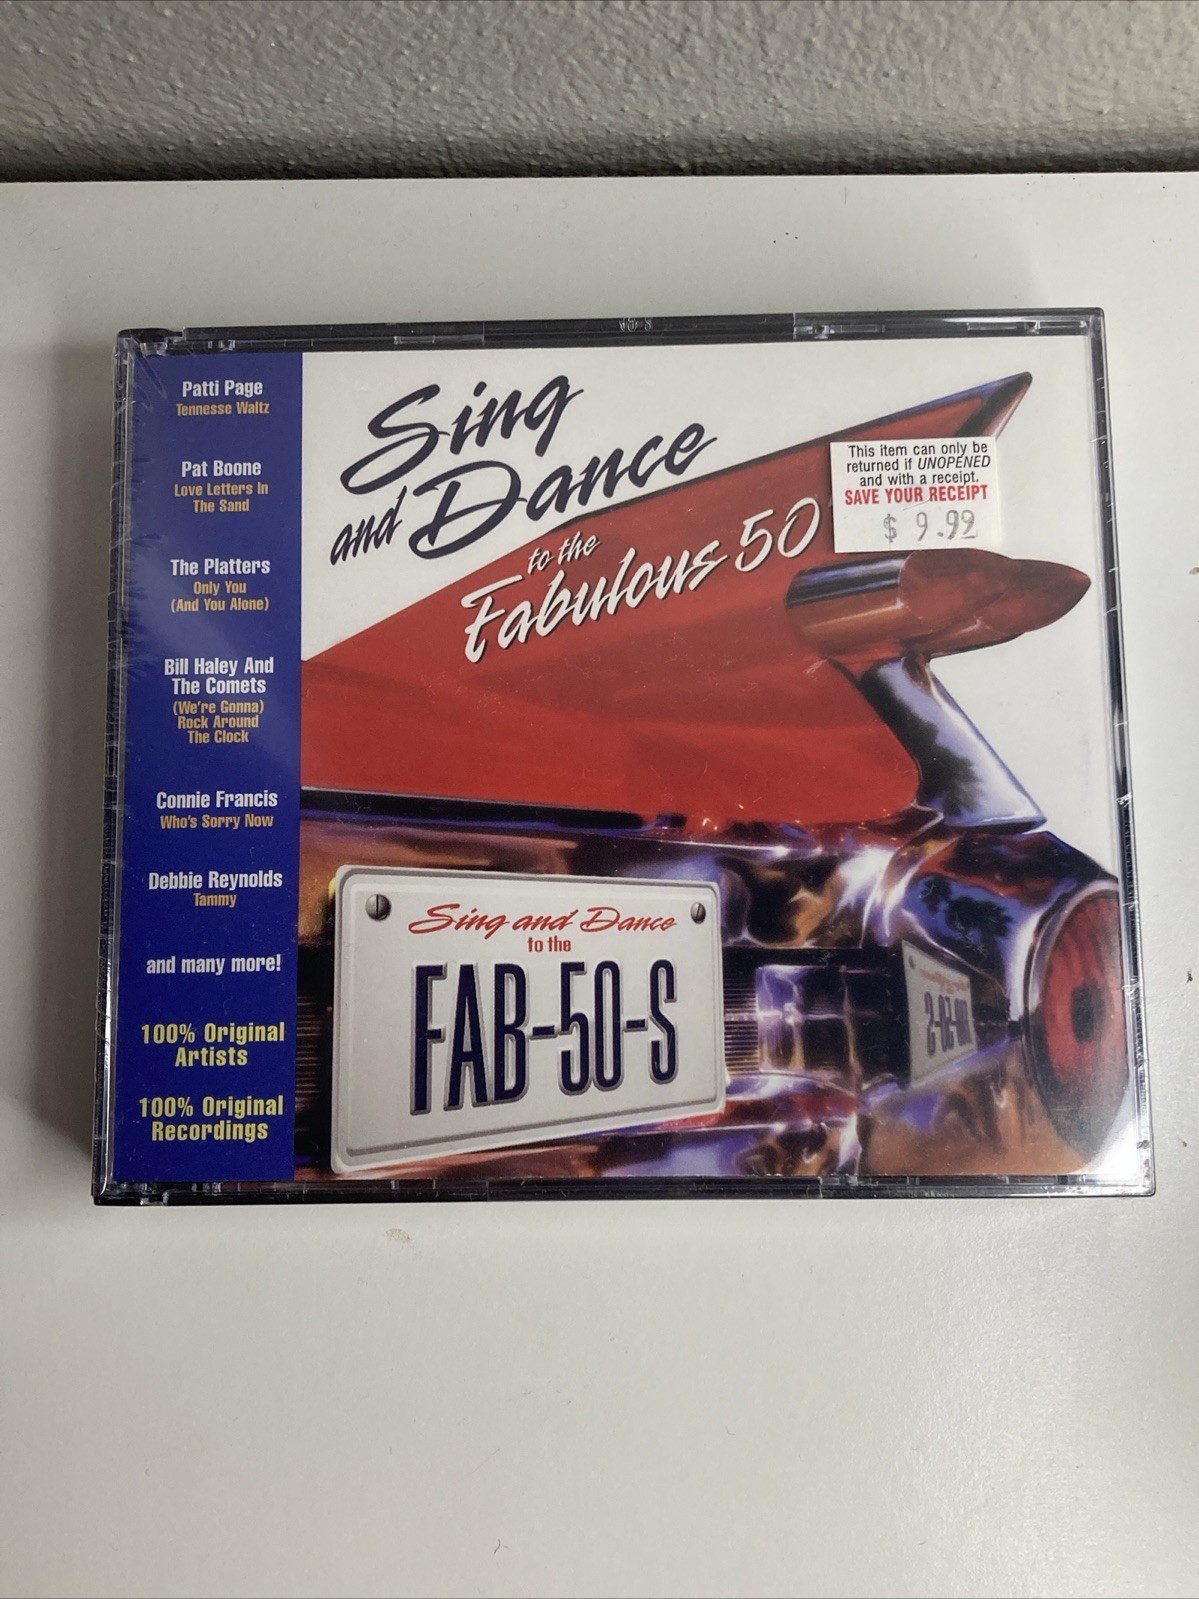 Patti Page
Tennesse Waltz
Pat Boone
Love Letters In
The Sand
The Platters
Only You
(And You Alone)
Bill Haley And
The Comets
(We're Gonna)
Rock Around
The Clock
Connie Francis
Who's Sorry Now
Debbie Reynolds
Tammy
and many more!
100% Original
Artists
100% Original
Recordings
Sing
and Dance
to the
Fabulous 50
This item can only be
returned if UNOPENED
and with a receipt.
SAVE YOUR RECEIPT
$ 9.92
Sing and Dance
to the
FAB-50-S